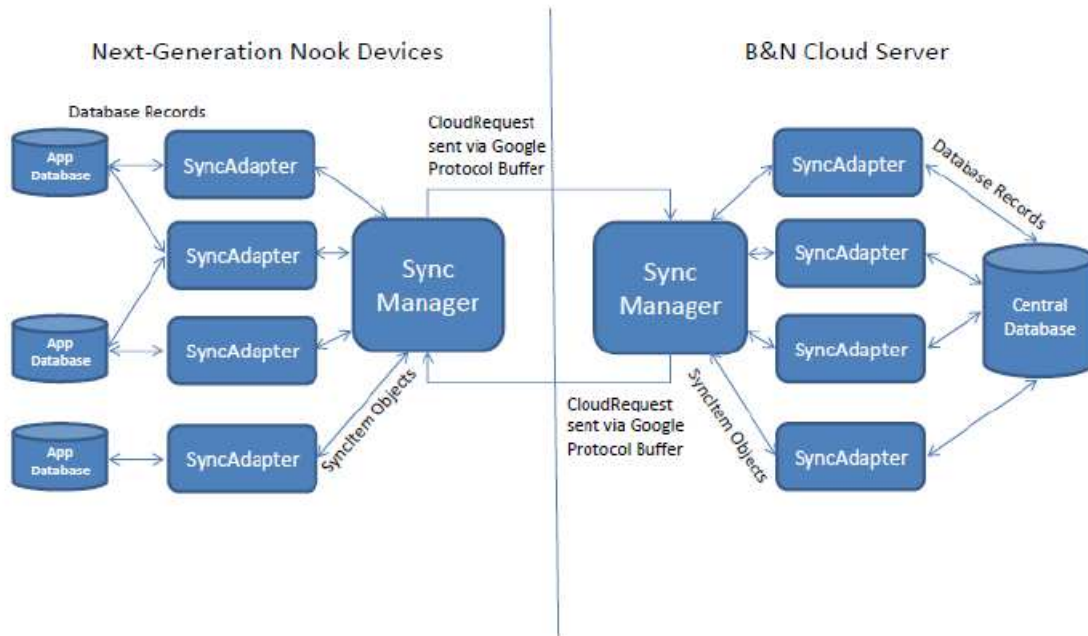 Next-Generation Nook Devices
B&N Cloud Server
Database Records
App
Database
SyncAdapter
SyncAdapter
App
Database
SyncAdapter
App
Database
SyncAdapter
Sync
Manager
SyncItem Objects
CloudRequest
sent via Google
Protocol Buffer
CloudRequest
sent via Google
Protocol Buffer
Sync
Manager
SyncItem Objects
SyncAdapter
SyncAdapter
SyncAdapter
SyncAdapter
Database Records
Central
Database